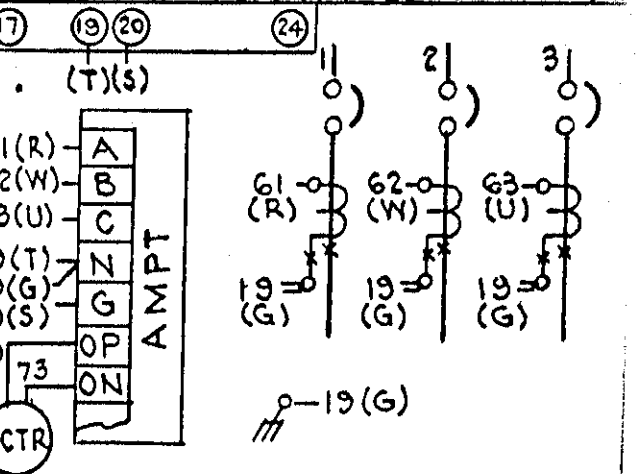 17 19 20 24
(T)(S)
1 2 3
1(R) A
2(W) B
3(U) C
(T) N
(G)
(S) G
OP
73 ON
AMPT
CTR
61 62 63
(R) (W) (U)
19 19 19
(G) (G) (G)
19(G)